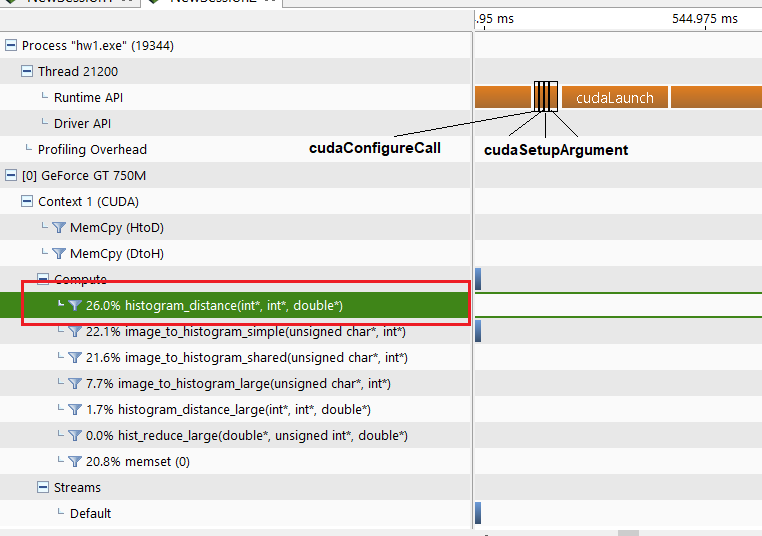 NewSession1
NewSession2
.95 ms
544.975 ms
Process "hw1.exe" (19344)
Thread 21200
Runtime API
cudaLaunch
Driver API
cudaConfigureCall
cudaSetupArgument
Profiling Overhead
[0] GeForce GT 750M
Context 1 (CUDA)
MemCpy (HtoD)
MemCpy (DtoH)
Compute
26.0% histogram_distance(int*, int*, double*)
22.1% image_to_histogram_simple(unsigned char*, int*)
21.6% image_to_histogram_shared(unsigned char*, int*)
7.7% image_to_histogram_large(unsigned char*, int*)
1.7% histogram_distance_large(int*, int*, double*)
0.0% hist_reduce_large(double*, unsigned int*, double*)
20.8% memset (0)
Streams
Default